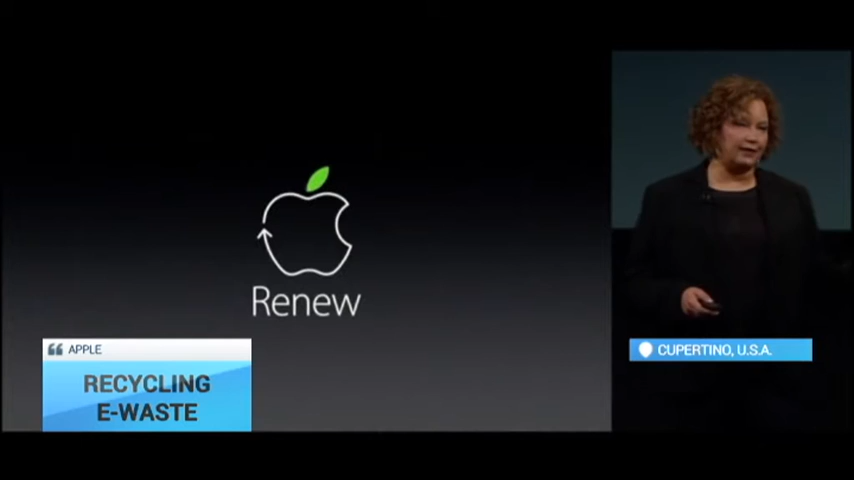 Renew
APPLE
RECYCLING
E-WASTE
CUPERTINO, U.S.A.